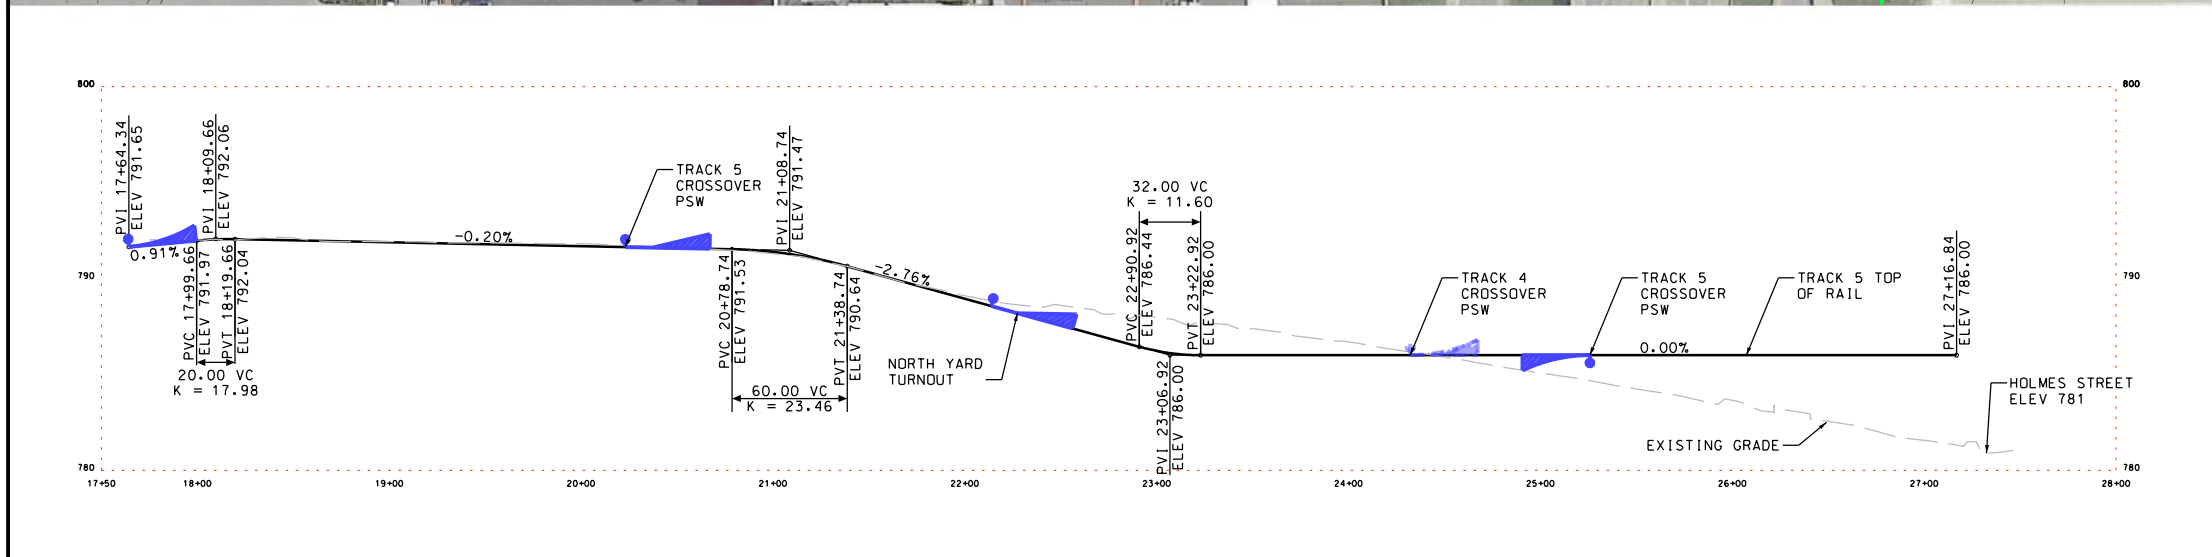 800
800
PVI 17+64.34
ELEV 791.65
PVI 18+09.66
ELEV 792.06
TRACK 5
CROSSOVER
PSW
PVI 21+08.74
ELEV 791.47
32.00 VC
K = 11.60
0.91%
-0.20%
-2.76%
PVC 17+99.66
ELEV 791.97
PVT 18+19.66
ELEV 792.04
20.00 VC
K = 17.98
PVC 20+78.74
ELEV 791.53
PVT 21+38.74
ELEV 790.64
60.00 VC
K = 23.46
NORTH YARD
TURNOUT
PVC 22+90.92
ELEV 786.44
PVT 23+22.92
ELEV 786.00
PVI 23+06.92
ELEV 786.00
TRACK 4
CROSSOVER
PSW
TRACK 5
CROSSOVER
PSW
TRACK 5 TOP
OF RAIL
0.00%
PVI 27+16.84
ELEV 786.00
HOLMES STREET
ELEV 781
EXISTING GRADE
790
790
780
780
17+50
18+00
19+00
20+00
21+00
22+00
23+00
24+00
25+00
26+00
27+00
28+00